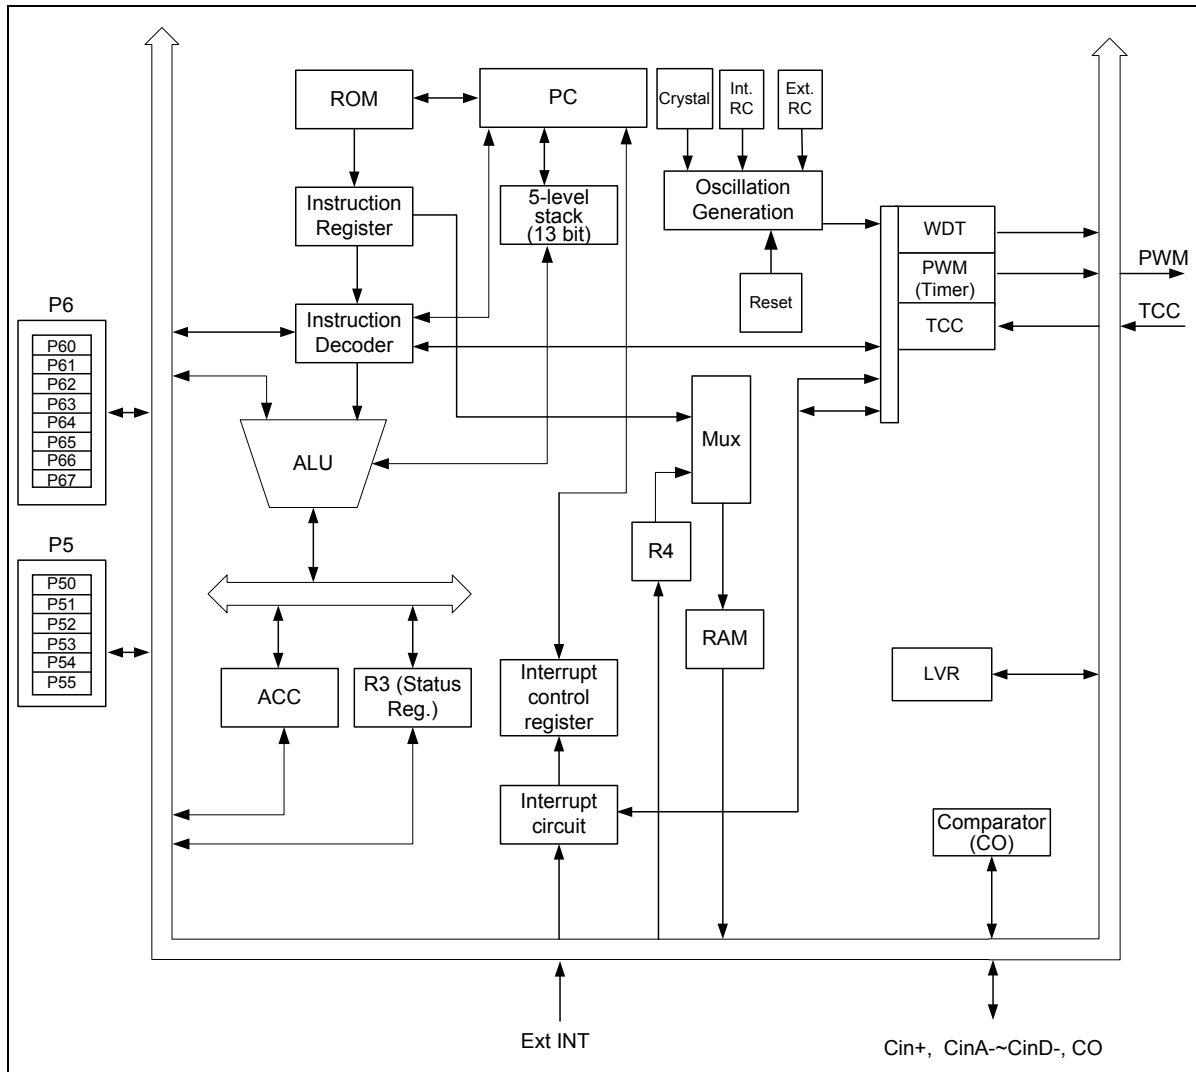 ROM
PC
Crystal
Int.
RC
Ext.
RC
Instruction
Register
5-level
stack
(13 bit)
Oscillation
Generation
WDT
PWM
(Timer)
TCC
PWM
TCC
Reset
Instruction
Decoder
P6
P60
P61
P62
P63
P64
P65
P66
P67
ALU
Mux
R4
P5
P50
P51
P52
P53
P54
P55
RAM
ACC
R3 (Status
Reg.)
Interrupt
control
register
LVR
Interrupt
circuit
Comparator
(CO)
Ext INT
Cin+, CinA-~CinD-, CO